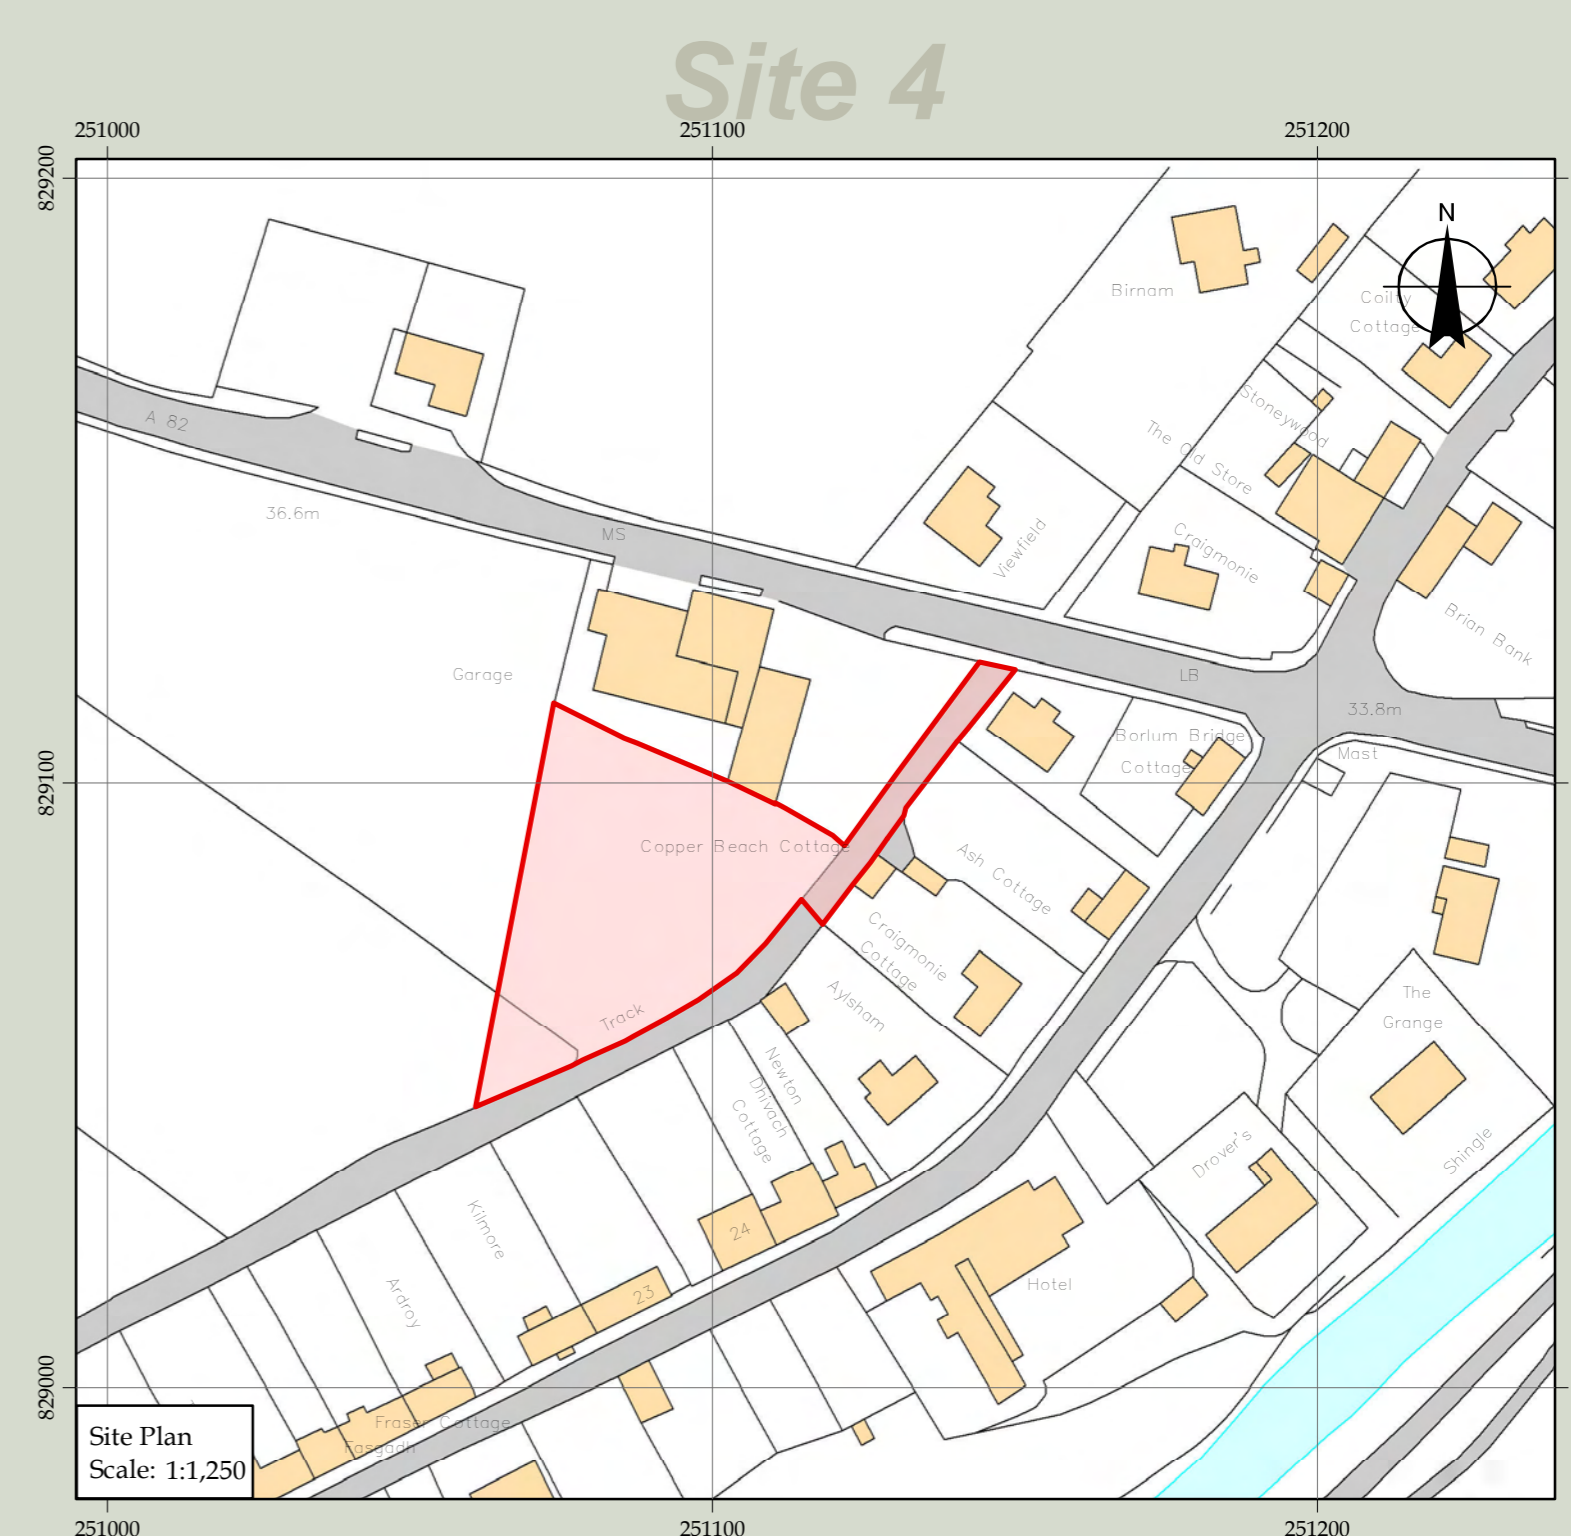 Site 4
251000
251100
251200
829200
N
Birnam
Coilty
Cottage
A 82
Stoneywood
The Old Store
36.6m
MS
Viewfield
Craigmonie
Brian Bank
Garage
LB
33.8m
Borlum Bridge
Cottage
Mast
829100
Copper Beach Cottage
Ash Cottage
Craigmonie
Cottage
Aylsham
The
Grange
Track
Newton
Dhivach
Cottage
Drover's
Shingle
Kilmore
24
Ardroy
23
Hotel
829000
Fraser Cottage
Fasgadh
Site Plan
Scale: 1:1,250
251000
251100
251200